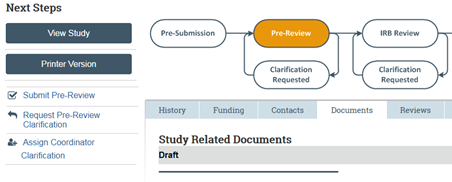 Next Steps
View Study
Printer Version
Submit Pre-Review
Request Pre-Review
Clarification
Assign Coordinator
Clarification
Pre-Submission
Pre-Review
IRB Review
Clarification
Requested
Clarification
Requested
History
Funding
Contacts
Documents
Reviews
Study Related Documents
Draft